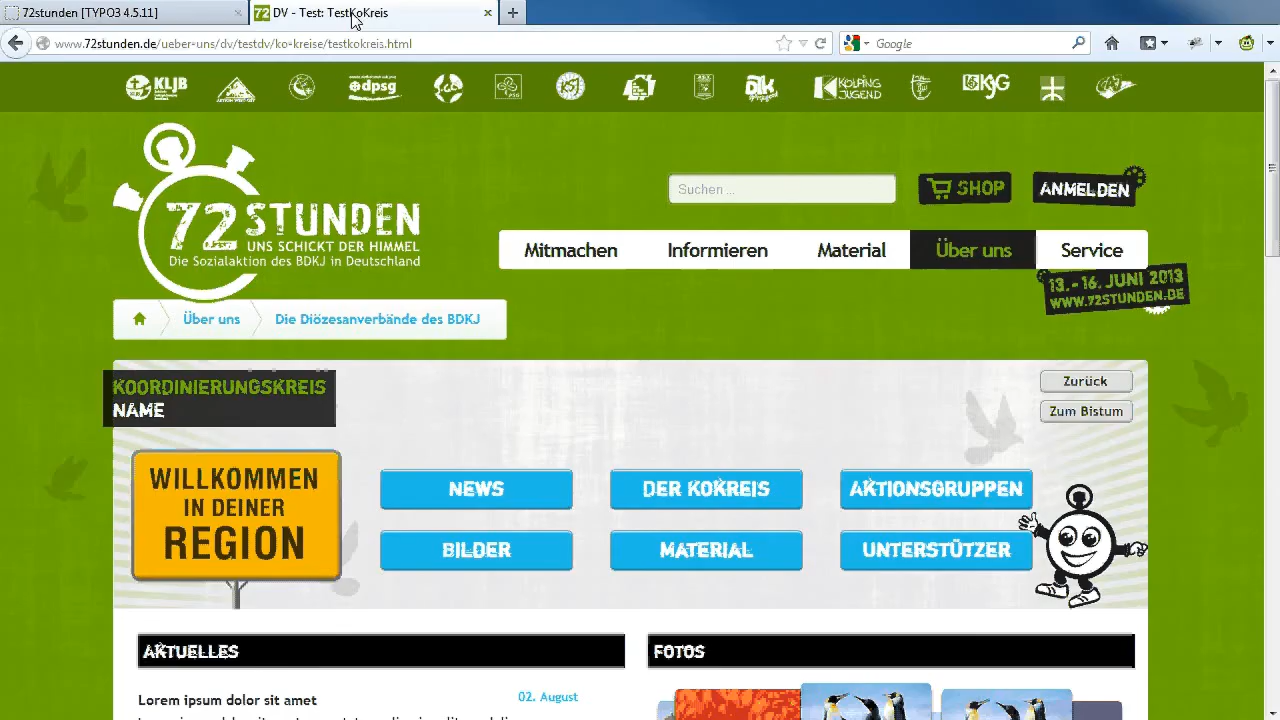 72stunden [TYPO3 4.5.11]
72 DV - Test: TestKoKreis
www.72stunden.de/ueber-uns/dv/testdv/ko-kreise/testkokreis.html
Google
KLJB
dpsg
KOLPING JUGEND
KjG
72 STUNDEN
UNS SCHICKT DER HIMMEL
Die Sozialaktion des BDKJ in Deutschland
Suchen ...
SHOP
ANMELDEN
Mitmachen
Informieren
Material
Über uns
Service
13. - 16. JUNI 2013
WWW.72STUNDEN.DE
Über uns
Die Diözesanverbände des BDKJ
KOORDINIERUNGSKREIS
NAME
Zurück
Zum Bistum
WILLKOMMEN
IN DEINER
REGION
NEWS
DER KOKREIS
AKTIONSGRUPPEN
BILDER
MATERIAL
UNTERSTÜTZER
AKTUELLES
FOTOS
Lorem ipsum dolor sit amet
02. August